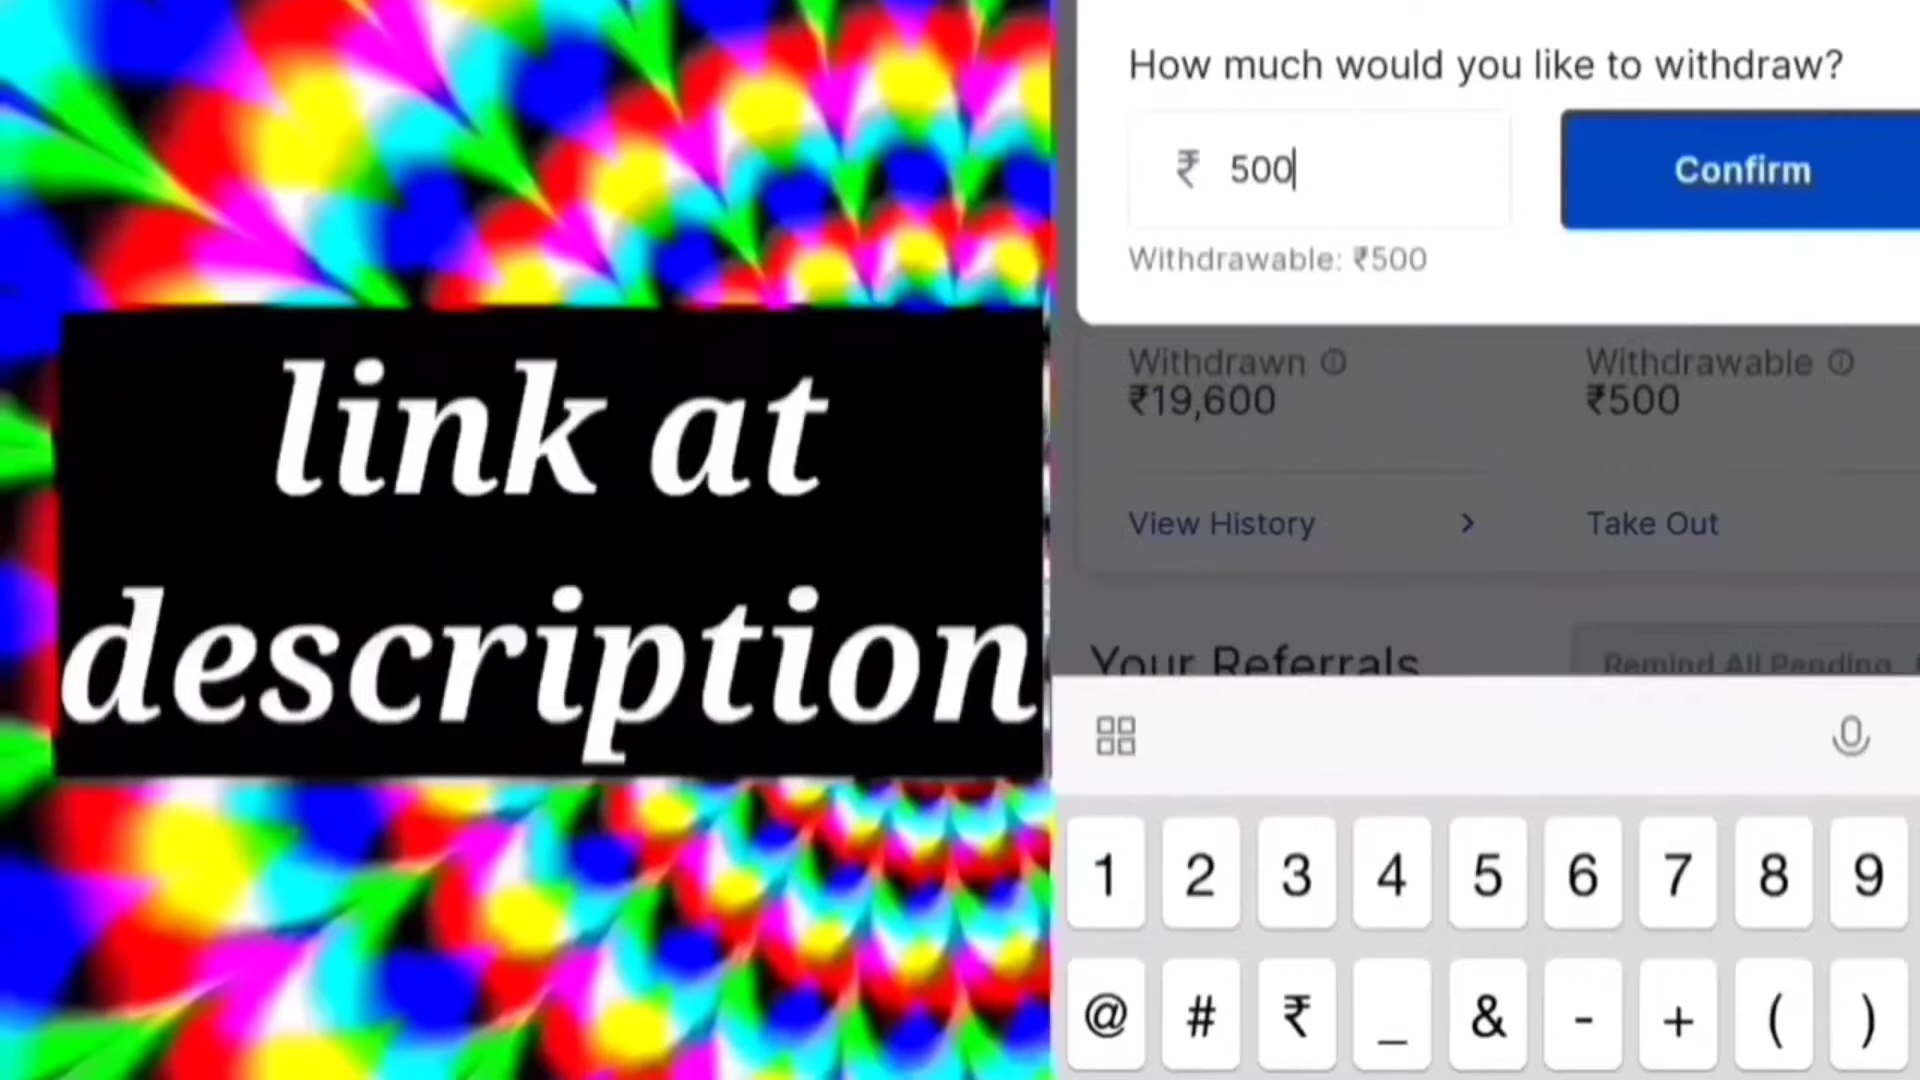 link at
description
How much would you like to withdraw?
₹ 500
Confirm
Withdrawable: ₹500
Withdrawn
Withdrawable
₹19,600
₹500
View History
Take Out
Your Referrals
Remind All Pending
1 2 3 4 5 6 7 8 9
@ # ₹ _ & - + ( )